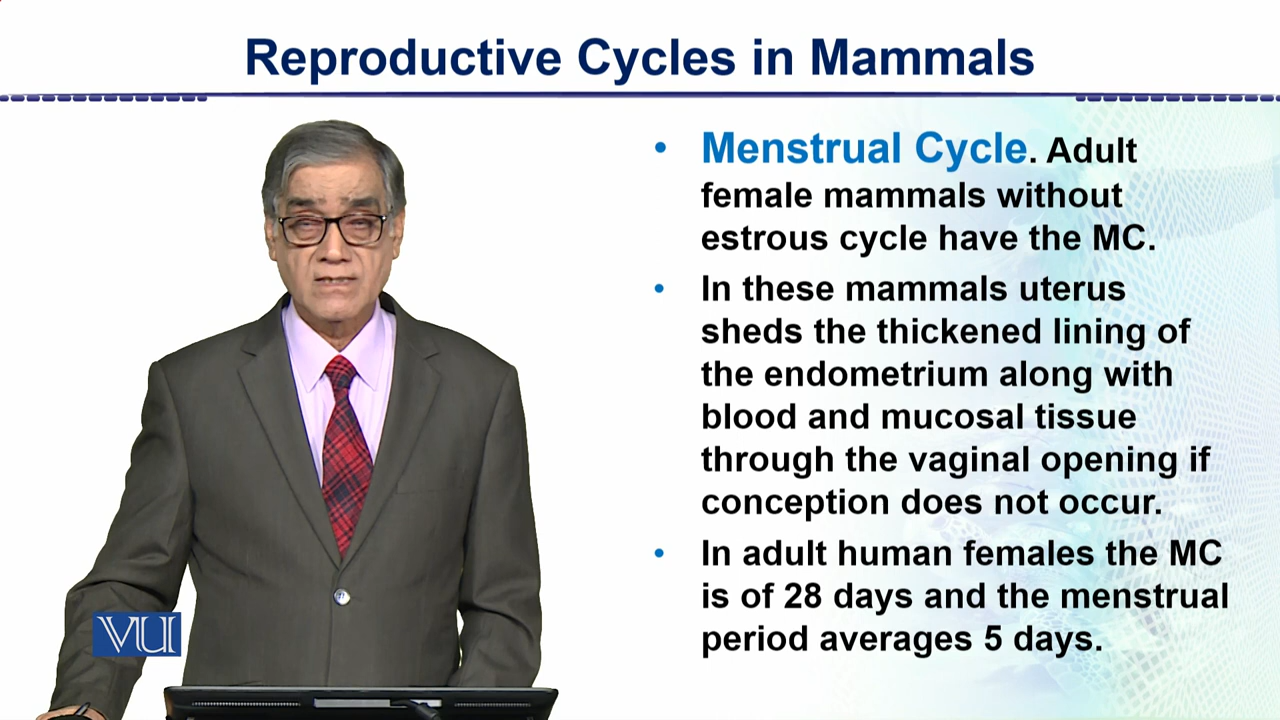 Reproductive Cycles in Mammals
• Menstrual Cycle. Adult
female mammals without
estrous cycle have the MC.
• In these mammals uterus
sheds the thickened lining of
the endometrium along with
blood and mucosal tissue
through the vaginal opening if
conception does not occur.
• In adult human females the MC
is of 28 days and the menstrual
period averages 5 days.
VU